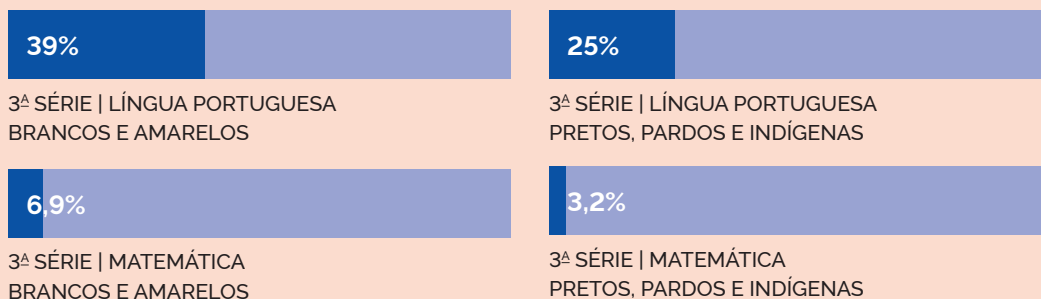 39%
3ª SÉRIE | LÍNGUA PORTUGUESA
BRANCOS E AMARELOS
25%
3ª SÉRIE | LÍNGUA PORTUGUESA
PRETOS, PARDOS E INDÍGENAS
6,9%
3ª SÉRIE | MATEMÁTICA
BRANCOS E AMARELOS
3,2%
3ª SÉRIE | MATEMÁTICA
PRETOS, PARDOS E INDÍGENAS